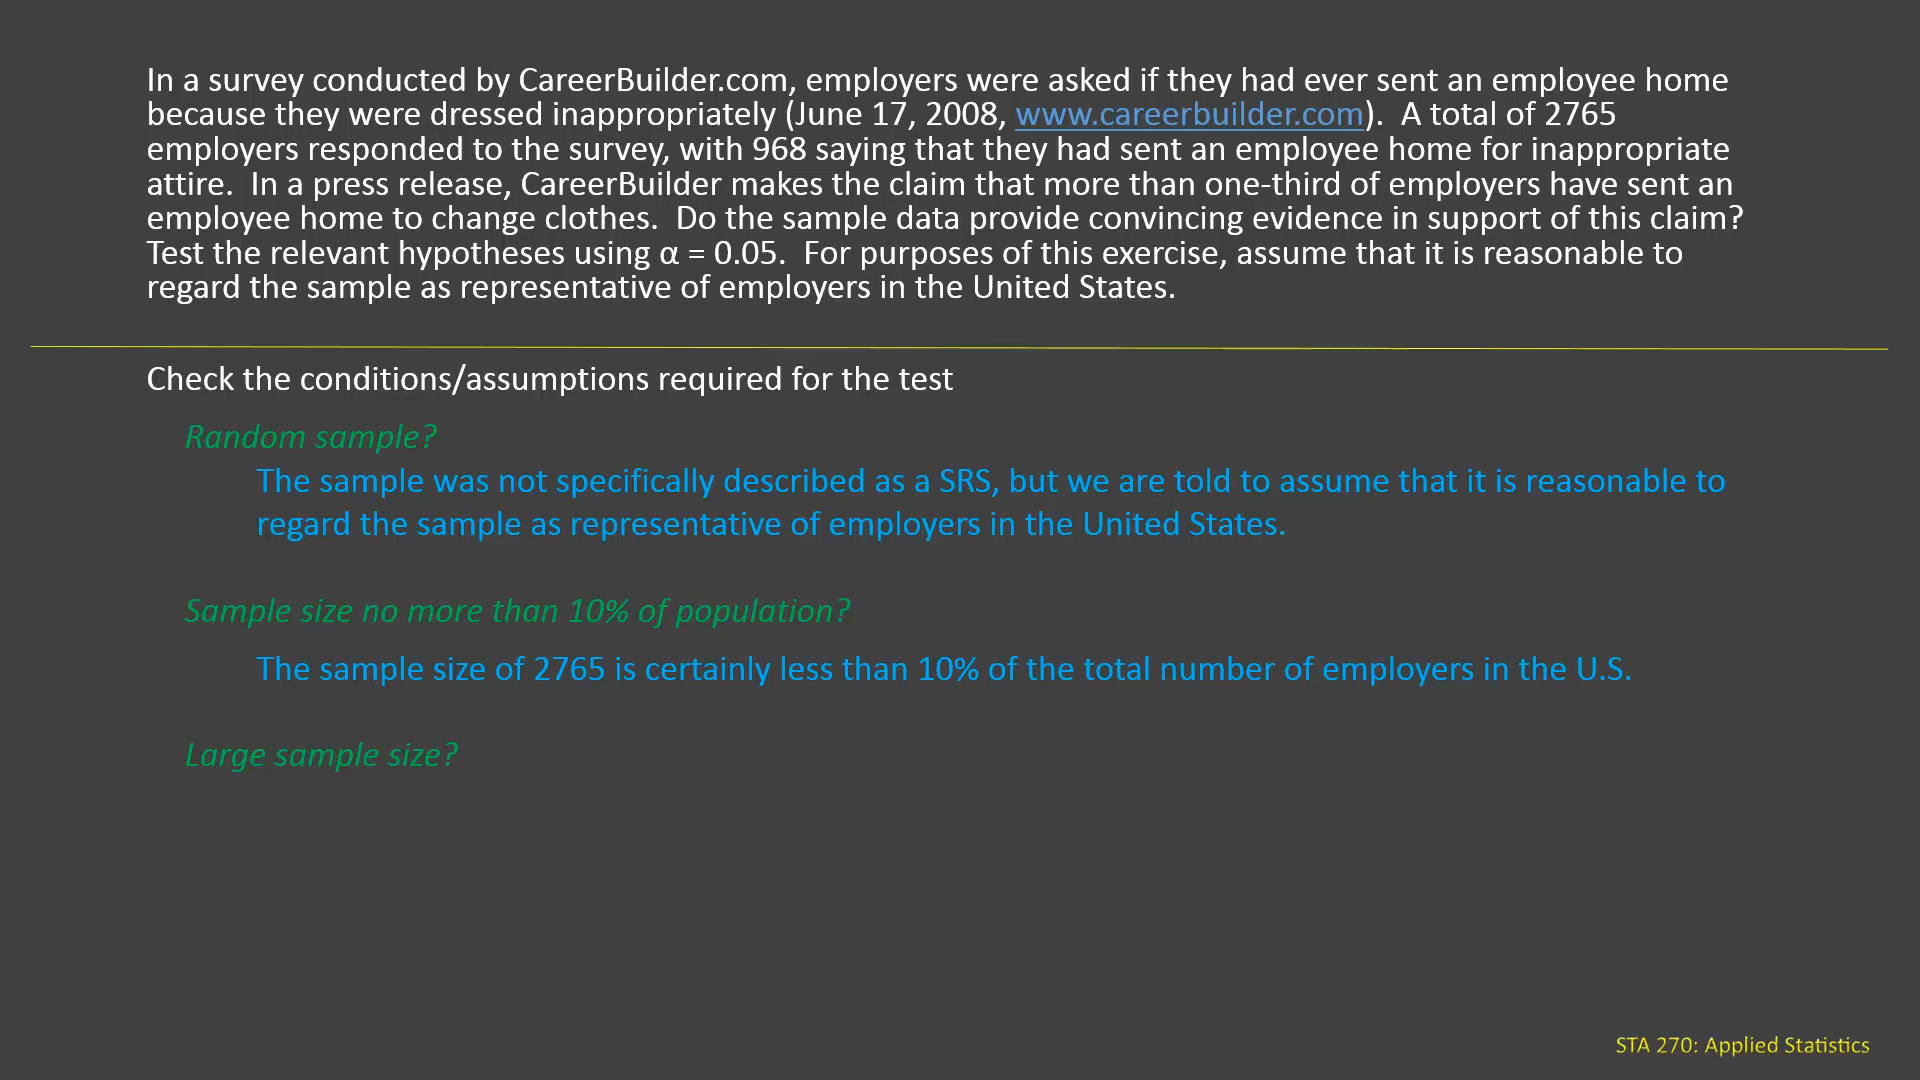 In a survey conducted by CareerBuilder.com, employers were asked if they had ever sent an employee home
because they were dressed inappropriately (June 17, 2008, www.careerbuilder.com).  A total of 2765
employers responded to the survey, with 968 saying that they had sent an employee home for inappropriate
attire.  In a press release, CareerBuilder makes the claim that more than one-third of employers have sent an
employee home to change clothes.  Do the sample data provide convincing evidence in support of this claim?
Test the relevant hypotheses using α = 0.05.  For purposes of this exercise, assume that it is reasonable to
regard the sample as representative of employers in the United States.
Check the conditions/assumptions required for the test
Random sample?
The sample was not specifically described as a SRS, but we are told to assume that it is reasonable to
regard the sample as representative of employers in the United States.
Sample size no more than 10% of population?
The sample size of 2765 is certainly less than 10% of the total number of employers in the U.S.
Large sample size?
STA 270: Applied Statistics